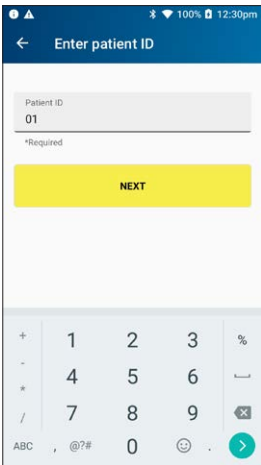 100% 12:30pm
Enter patient ID
Patient ID
01
*Required
NEXT
+ 1 2 3 %
- 4 5 6
*
/ 7 8 9
ABC , @?# 0 .